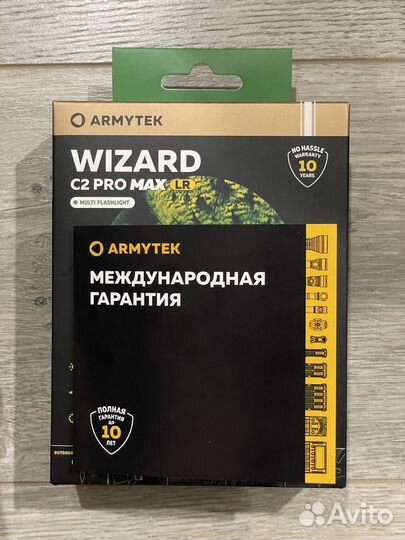 ARMYTEK
WIZARD
C2 PRO MAX LR
MULTI FLASHLIGHT
NO HASSLE
WARRANTY
10
YEARS
ARMYTEK
МЕЖДУНАРОДНАЯ
ГАРАНТИЯ
ПОЛНАЯ
ГАРАНТИЯ
ДО
10
ЛЕТ
OUTDOOR
Avito